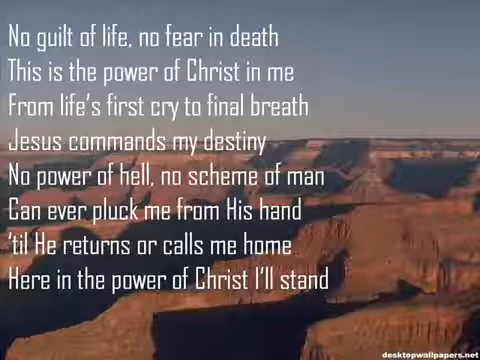 No guilt of life, no fear in death
This is the power of Christ in me
From life's first cry to final breath
Jesus commands my destiny
No power of hell, no scheme of man
Can ever pluck me from His hand
'til He returns or calls me home
Here in the power of Christ I'll stand
desktopwallpapers.net